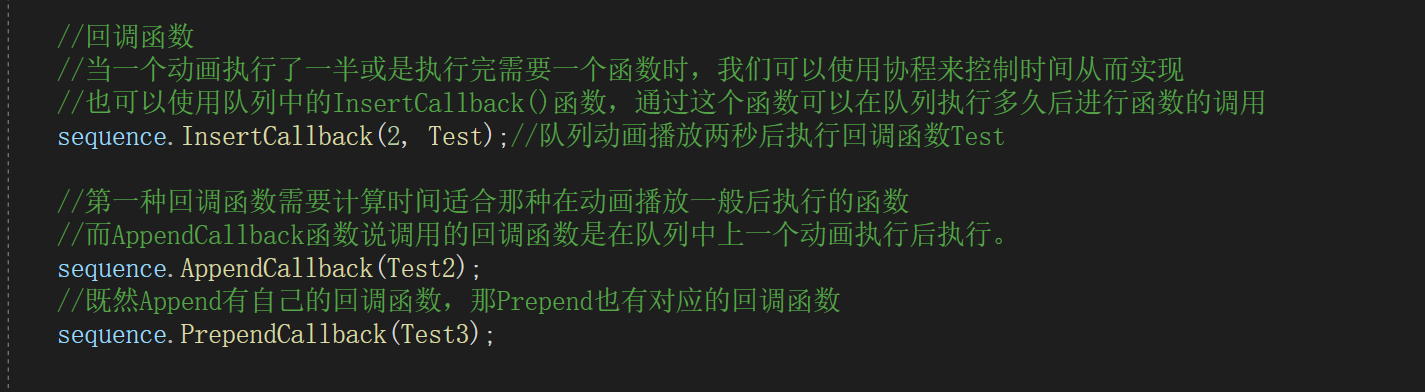 //回调函数
//当一个动画执行了一半或是执行完需要一个函数时，我们可以使用协程来控制时间从而实现
//也可以使用队列中的InsertCallback()函数，通过这个函数可以在队列执行多久后进行函数的调用
sequence.InsertCallback(2, Test);//队列动画播放两秒后执行回调函数Test
//第一种回调函数需要计算时间适合那种在动画播放一般后执行的函数
//而AppendCallback函数说调用的回调函数是在队列中上一个动画执行后执行。
sequence.AppendCallback(Test2);
//既然Append有自己的回调函数，那Prepend也有对应的回调函数
sequence.PrependCallback(Test3);